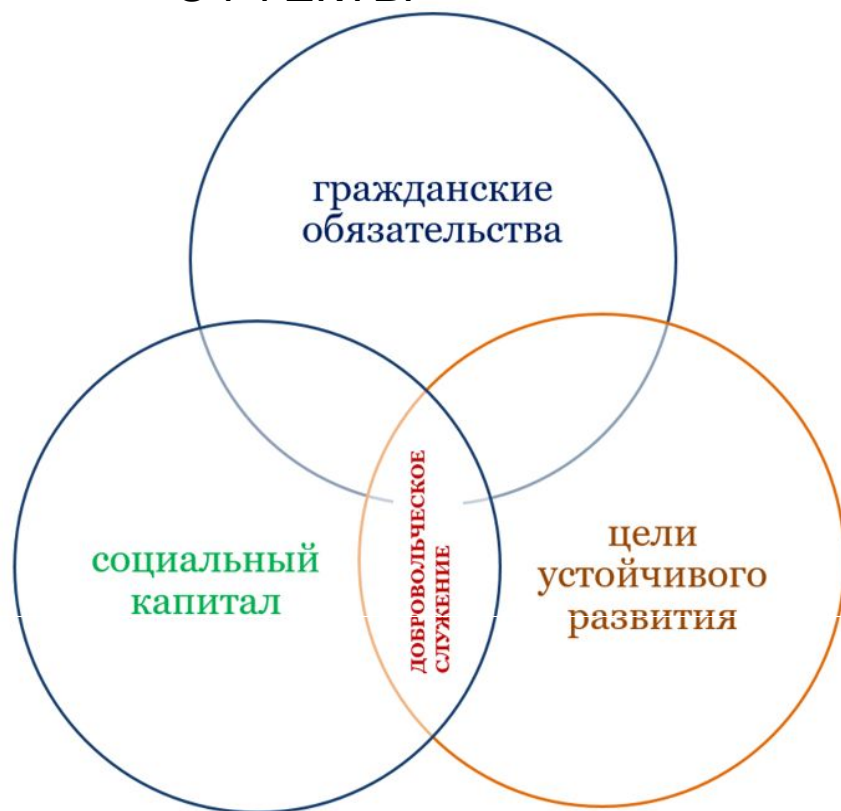 гражданские
обязательства
социальный
капитал
ДОБРОВОЛЬЧЕСКОЕ
СЛУЖЕНИЕ
цели
устойчивого
развития